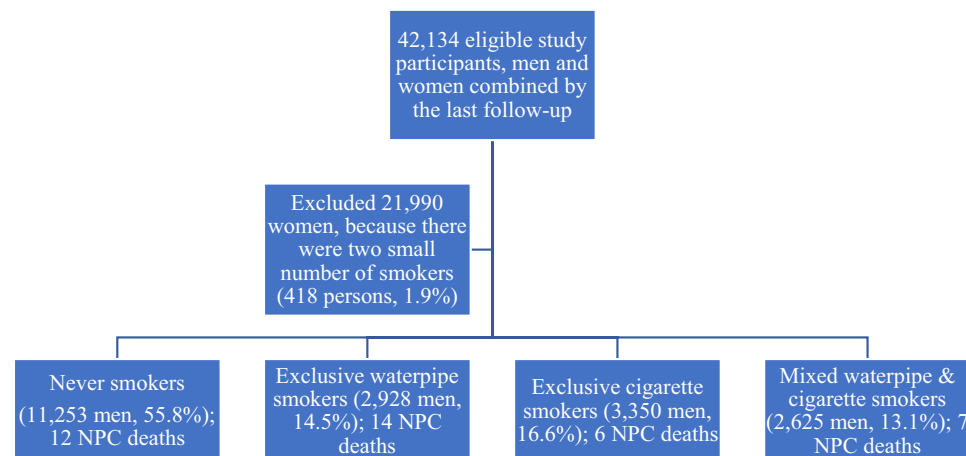 42,134 eligible study
participants, men and
women combined by
the last follow-up
Excluded 21,990
women, because there
were two small
number of smokers
(418 persons, 1.9%)
Never smokers
(11,253 men, 55.8%);
12 NPC deaths
Exclusive waterpipe
smokers (2,928 men,
14.5%); 14 NPC
deaths
Exclusive cigarette
smokers (3,350 men,
16.6%); 6 NPC deaths
Mixed waterpipe &
cigarette smokers
(2,625 men, 13.1%); 7
NPC deaths